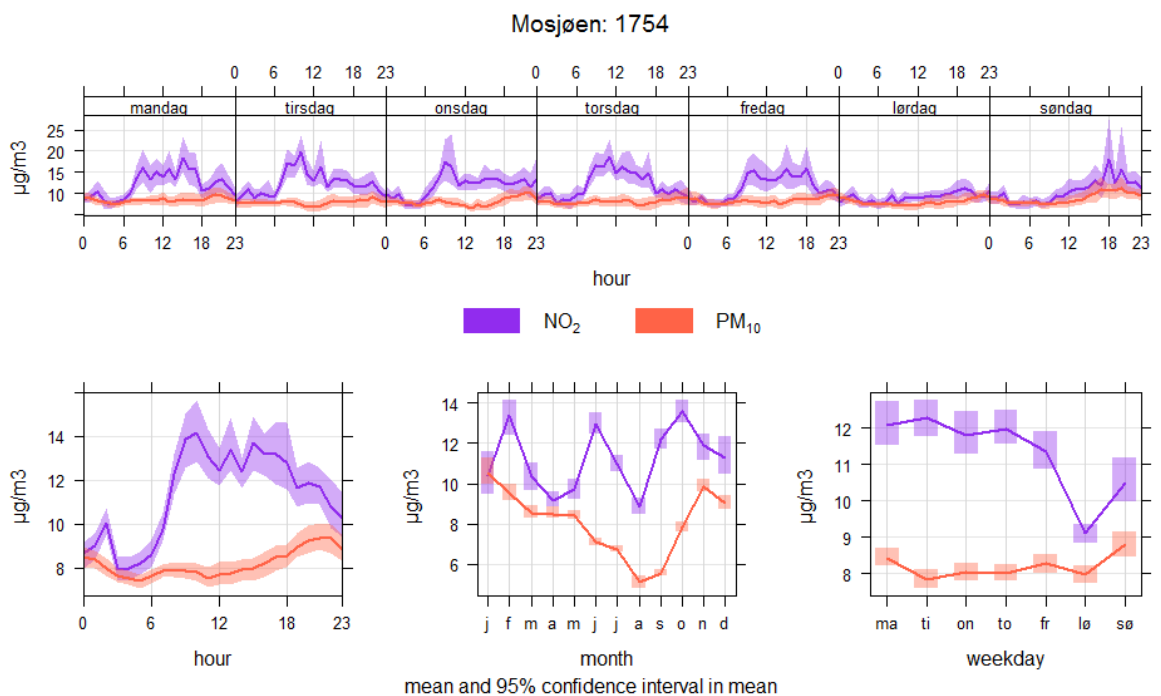 Mosjøen: 1754
0 6 12 18 23 0 6 12 18 23 0 6 12 18 23
mandag tirsdag onsdag torsdag fredag lørdag søndag
µg/m3
25
20
15
10
0 6 12 18 23 0 6 12 18 23 0 6 12 18 23 0 6 12 18 23
hour
NO₂ PM₁₀
µg/m3
14
12
10
8
0 6 12 18 23
hour
µg/m3
14
12
10
8
6
j f m a m j j a s o n d
month
µg/m3
12
11
10
9
8
ma ti on to fr lø sø
weekday
mean and 95% confidence interval in mean